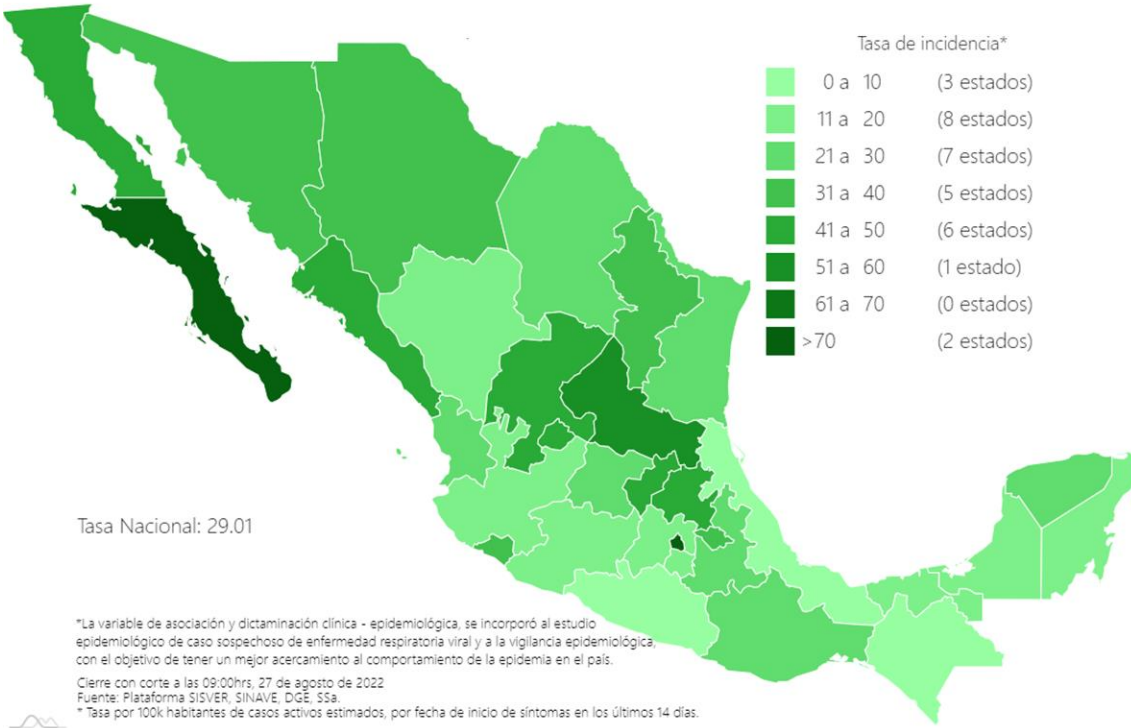 Tasa de incidencia*
0 a 10 (3 estados)
11 a 20 (8 estados)
21 a 30 (7 estados)
31 a 40 (5 estados)
41 a 50 (6 estados)
51 a 60 (1 estado)
61 a 70 (0 estados)
>70 (2 estados)
Tasa Nacional: 29.01
*La variable de asociación y dictaminación clínica - epidemiológica, se incorporó al estudio
epidemiológico de caso sospechoso de enfermedad respiratoria viral y a la vigilancia epidemiológica,
con el objetivo de tener un mejor acercamiento al comportamiento de la epidemia en el país.
Cierre con corte a las 09:00hrs, 27 de agosto de 2022
Fuente: Plataforma SISVER, SINAVE, DGE, SSa.
* Tasa por 100k habitantes de casos activos estimados, por fecha de inicio de síntomas en los últimos 14 días.